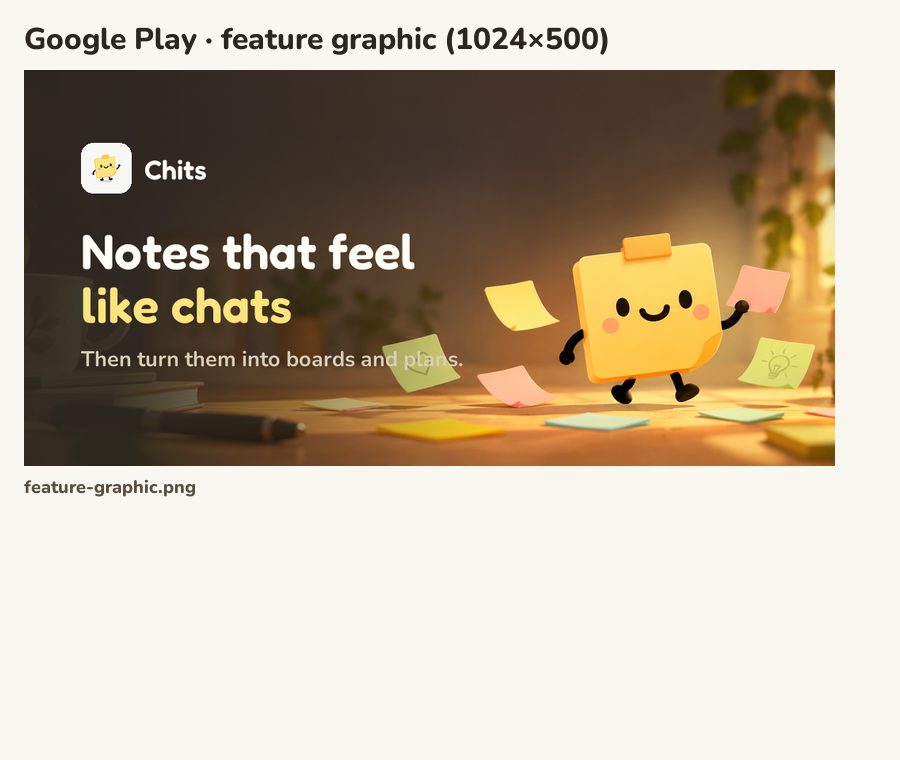 Google Play · feature graphic (1024×500)
Chits
Notes that feel
like chats
Then turn them into boards and plans.
feature-graphic.png